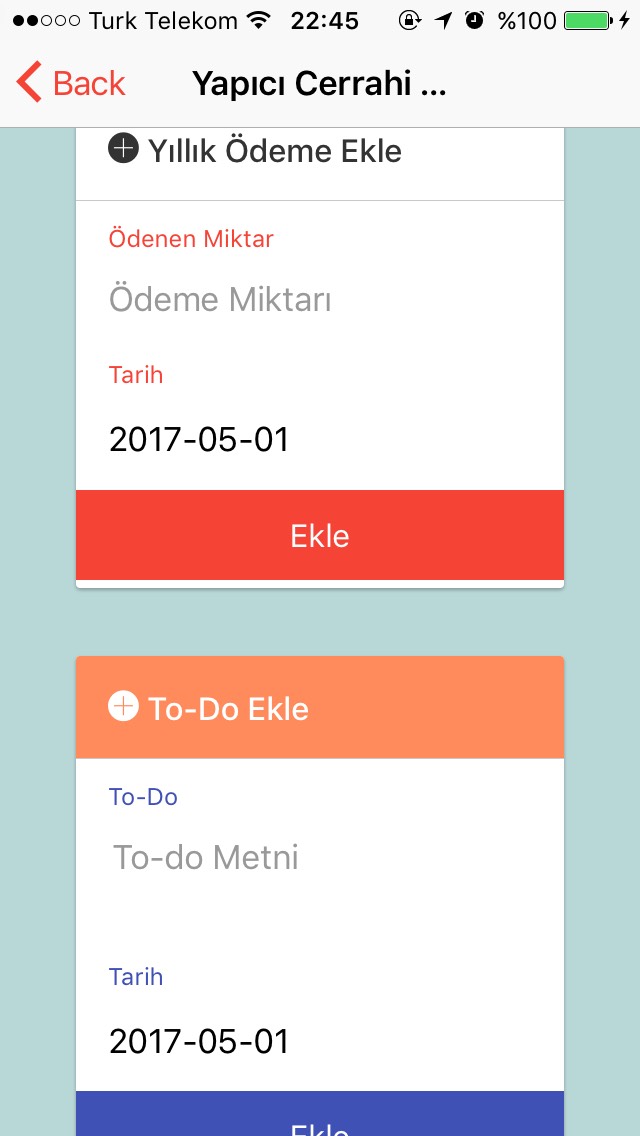 Turk Telekom 22:45 %100
Back Yapıcı Cerrahi ...
Yıllık Ödeme Ekle
Ödenen Miktar
Ödeme Miktarı
Tarih
2017-05-01
Ekle
To-Do Ekle
To-Do
To-do Metni
Tarih
2017-05-01
Ekle